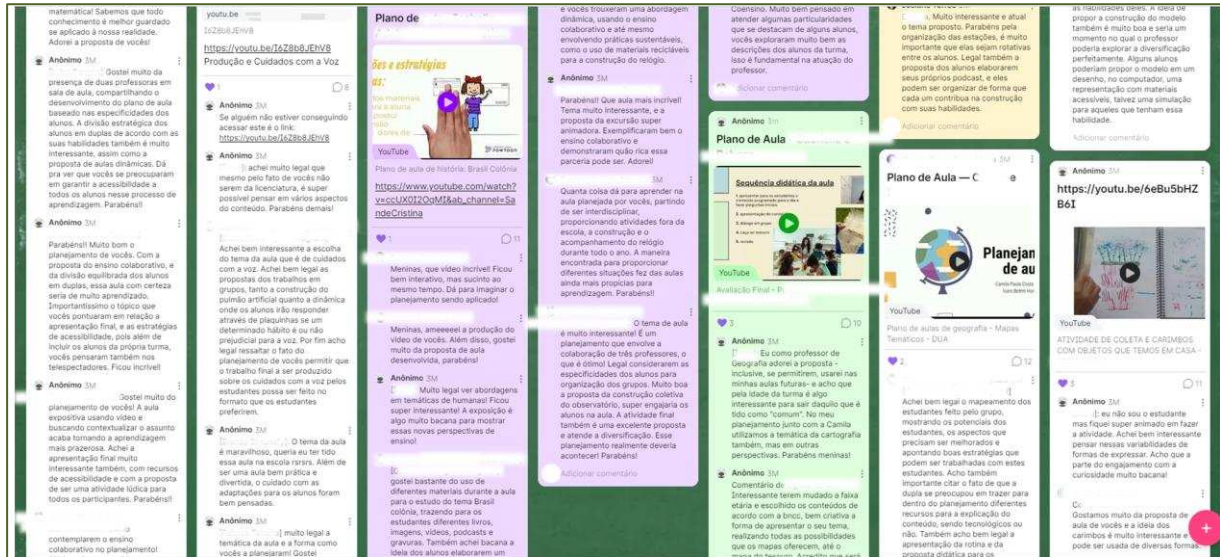 matemática! Sabemos que todo
conhecimento é melhor guardado
se aplicado à nossa realidade.
Adorei a proposta de vocês!
Anônimo 3M
Gostei muito da
presença de duas professoras em
sala de aula, compartilhando o
desenvolvimento do plano de aula
baseado nas especificidades dos
alunos. A divisão estratégica dos
alunos em duplas de acordo com as
suas habilidades também é muito
interessante, assim como a
proposta de aulas dinâmicas. Dá
pra ver que vocês se preocuparam
em garantir a acessibilidade a
todos os alunos nesse processo de
aprendizagem. Parabéns!!
Anônimo 3M
Parabéns!! Muito bom o
planejamento de vocês. Com a
proposta do ensino colaborativo, e
da divisão equilibrada dos alunos
em duplas, essa aula com certeza
seria de muito aprendizado.
Importantíssimo o tópico que
vocês pontuaram em relação a
apresentação final, e as estratégias
de acessibilidade, pois além de
incluir os alunos da própria turma,
vocês pensaram também nos
telespectadores. Ficou incrível!
Anônimo 3M
Gostei muito do
planejamento de vocês! A aula
expositiva usando vídeo e
buscando contextualizar o assunto
acaba tornando a aprendizagem
mais prazerosa. Achei a
apresentação final muito
interessante também, com recursos
de acessibilidade e com a proposta
de ser uma atividade lúdica para
todos os participantes. Parabéns!!
contemplarem o ensino
colaborativo no planejamento!
youtu.be
I6Z8b8JEhV8
https://youtu.be/I6Z8b8JEhV8
Produção e Cuidados com a Voz
1
8
Anônimo 3M
Se alguém não estiver conseguindo
acessar este é o link:
https://youtu.be/I6Z8b8JEhV8
Anônimo 3M
achei muito legal que
mesmo pelo fato de vocês não
serem da licenciatura, é super
possível pensar em vários aspectos
do conteúdo. Parabéns demais!
Achei bem interessante a escolha
do tema da aula que é de cuidados
com a voz. Achei bem legal as
propostas dos trabalhos em
grupos, tanto a construção do
pulmão artificial quanto a dinâmica
onde os alunos irão responder
através de plaquinhas se um
determinado hábito é ou não
prejudicial para a voz. Por fim acho
legal ressaltar o fato do
planejamento de vocês permitir que
o trabalho final a ser produzido
sobre os cuidados com a voz pelos
estudantes possa ser feito no
formato que os estudantes
preferirem.
Anônimo 3M
O tema da aula
é maravilhoso, queria eu ter tido
essa aula na escola rsrsrs. Além de
ser uma aula bem prática e
divertida, o cuidado com as
adaptações para os alunos foram
bem pensadas.
Anônimo 3M
muito legal a
temática da aula e a forma como
vocês a planejaram! Gostei
Plano de
ões e estratégias
as:
YouTube
Plano de aula de história: Brasil Colônia
https://www.youtube.com/watch?
v=ccUX0I2OqMI&ab_channel=Sa
ndeCristina
1
11
Meninas, que vídeo incrível! Ficou
bem interativo, mas sucinto ao
mesmo tempo. Dá para imaginar o
planejamento sendo aplicado!
Meninas, ameeeeei a produção do
vídeo de vocês. Além disso, gostei
muito da proposta de aula
desenvolvida, parabéns!
Anônimo 3M
Muito legal ver abordagens
em temáticas de humanas! Ficou
super interessante! A exposição é
algo muito bacana para mostrar
essas novas perspectivas de
ensino!
gostei bastante do uso de
diferentes materiais durante a aula
para o estudo do tema Brasil
colônia, trazendo para os
estudantes diferentes livros,
imagens, vídeos, podcasts e
gravuras. Também achei bacana a
ideia dos alunos elaborarem um
e vocês trouxeram uma abordagem
dinâmica, usando o ensino
colaborativo e até mesmo
envolvendo práticas sustentáveis,
como o uso de materiais recicláveis
para a construção do relógio.
Anônimo 3M
Parabéns!! Que aula mais incrível!
Tema muito interessante, e a
proposta da excursão super
animadora. Exemplificaram bem o
ensino colaborativo e
demonstraram quão rica essa
parceria pode ser. Adorei!
3M
Quanta coisa dá para aprender na
aula planejada por vocês, partindo
de ser interdisciplinar,
proporcionando atividades fora da
escola, a construção e o
acompanhamento do relógio
durante todo o ano. A maneira
encontrada para proporcionar
diferentes situações fez das aulas
ainda mais propícias para
aprendizagem. Parabéns!!
O tema de aula
é muito interessante! É um
planejamento que envolve a
colaboração de três professores, o
que é ótimo! Legal considerarem as
especificidades dos alunos para
organização dos grupos. Muito boa
a proposta da construção coletiva
do observatório, super engajaria os
alunos na aula. A atividade final
também é uma excelente proposta
e atende a diversificação. Esse
planejamento realmente deveria
acontecer! Parabéns!
Adicionar comentário
Coensino. Muito bem pensado em
atender algumas particularidades
que se destacam de alguns alunos,
vocês exploraram muito bem as
descrições dos alunos da turma,
isso é fundamental na atuação do
professor.
Adicionar comentário
Anônimo 3m
Plano de Aula
Sequência didática da aula
YouTube
Avaliação Final - P
3
10
Anônimo 3M
Eu como professor de
Geografia adorei a proposta -
inclusive, se permitirem, usarei nas
minhas aulas futuras- e acho que
pela idade da turma é algo
interessante para sair daquilo que é
tido como "comum". No meu
planejamento junto com a Camila
utilizamos a temática da cartografia
também, mas em outras
perspectivas. Parabéns meninas!
Anônimo 3M
Comentário de
Interessante terem mudado a faixa
etária e escolhido os conteúdos de
acordo com a bncc, bem criativa a
forma de apresentar o seu tema,
realizando todas as possibilidades
que os mapas oferecem, até o
Muito interessante e atual
o tema proposto. Parabéns pela
organização das estações, é muito
importante que elas sejam rotativas
entre os alunos. Legal também a
proposta dos alunos elaborarem
seus próprios podcast, e eles
podem ser organizar de forma que
cada um contribua na construção
com suas habilidades.
Adicionar comentário
3M
Plano de Aula — C e
Planejan
de au
YouTube
Plano de aulas de geografia - Mapas
Temáticos - DUA
2
12
Achei bem legal o mapeamento dos
estudantes feito pelo grupo,
mostrando os potenciais dos
estudantes, os aspectos que
precisam ser melhorados e
apontando boas estratégias que
podem ser trabalhadas com estes
estudantes. Acho também
importante citar o fato de que a
dupla se preocupou em trazer para
dentro do planejamento diferentes
recursos para a explicação do
conteúdo, sendo tecnológicos ou
não. Também acho bem legal a
apresentação da rotina e da
proposta didática para os
as habilidades deles. A ideia de
propor a construção do modelo
também é muito boa e seria um
momento no qual o professor
poderia explorar a diversificação
perfeitamente. Alguns alunos
poderiam propor o modelo em um
desenho, no computador, uma
representação com materiais
acessíveis, talvez uma simulação
para aqueles que tenham essa
habilidade.
Adicionar comentário
Anônimo 3M
https://youtu.be/6eBu5bHZ
B6I
YouTube
ATIVIDADE DE COLETA E CARIMBOS
COM OBJETOS QUE TEMOS EM CASA -
3
11
Anônimo 3M
eu não sou o estudante
mas fiquei super animado em fazer
a atividade. Achei bem interessante
pensar nessas variabilidades de
formas de expressar. Acho que a
parte do engajamento com a
curiosidade muito bacana!
Gostamos muito da proposta de
aula de vocês e a ideia dos
carimbos é muito interessante e
pode ser usada de diversas formas.